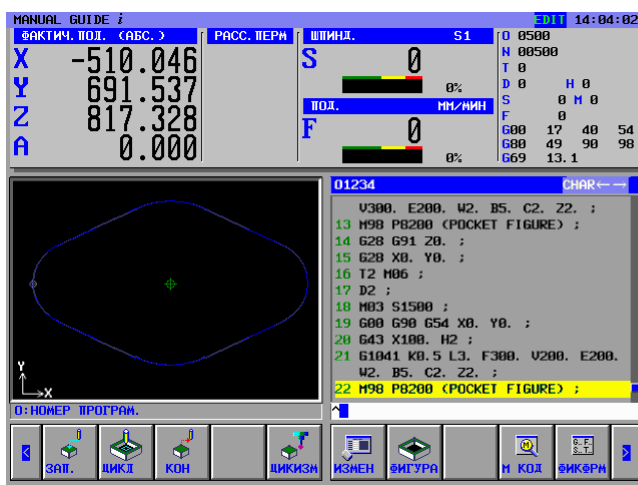 MANUAL GUIDE i EDIT 14:04:02
ФАКТИЧ.ПОЛ. (АБС.)
X -510.046
Y 691.537
Z 817.328
A 0.000
РАСС.ПЕРМ
ШПИНД. S1
S 0
0%
ПОД. ММ/МИН
F 0
0%
O 0500
N 00500
T 0
D 0 H 0
S 0 M 0
F 0
G00 17 40 54
G80 49 90 98
G69 13.1
Y
X
O:НОМЕР ПРОГРАМ.
O1234 CHAR←→
V300. E200. W2. B5. C2. Z2. ;
13 M98 P8200 (POCKET FIGURE) ;
14 G28 G91 Z0. ;
15 G28 X0. Y0. ;
16 T2 M06 ;
17 D2 ;
18 M03 S1500 ;
19 G00 G90 G54 X0. Y0. ;
20 G43 X100. H2 ;
21 G1041 K0.5 L3. F300. V200. E200.
W2. B5. C2. Z2. ;
22 M98 P8200 (POCKET FIGURE) ;
^
< ЗАП. ЦИКЛ КОН ЦИКИЗМ ИЗМЕН ФИГУРА М КОД ФИКФРМ >
G.F.
S.T.
M